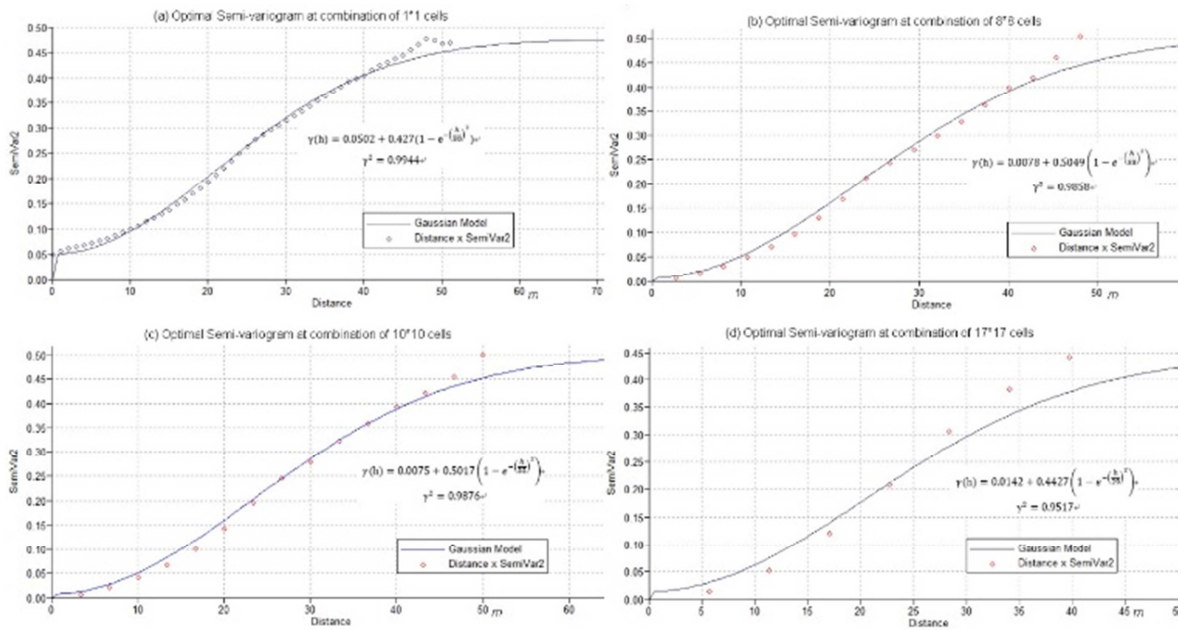 (a) Optimal Semi-variogram at combination of 1*1 cells
SemiVar2
0.50
0.45
0.40
0.35
0.30
0.25
0.20
0.15
0.10
0.05
0.00
γ(h) = 0.0502 + 0.427(1 − e
γ² = 0.9944
Gaussian Model
Distance x SemiVar2
0 10 20 30 40 50 60 m 70
Distance
(b) Optimal Semi-variogram at combination of 8*8 cells
SemiVar2
0.50
0.45
0.40
0.35
0.30
0.25
0.20
0.15
0.10
0.05
0.00
γ(h) = 0.0078 + 0.5049(1 − e
γ² = 0.9858
Gaussian Model
Distance x SemiVar2
0 10 20 30 40 50 m
Distance
(c) Optimal Semi-variogram at combination of 10*10 cells
SemiVar2
0.50
0.45
0.40
0.35
0.30
0.25
0.20
0.15
0.10
0.05
0.00
γ(h) = 0.0075 + 0.5017(1 − e
γ² = 0.9876
Gaussian Model
Distance x SemiVar2
0 10 20 30 40 50 m 60
Distance
(d) Optimal Semi-variogram at combination of 17*17 cells
SemiVar2
0.45
0.40
0.35
0.30
0.25
0.20
0.15
0.10
0.05
0.00
γ(h) = 0.0142 + 0.4427(1 − e
γ² = 0.9517
Gaussian Model
Distance x SemiVar2
0 5 10 15 20 25 30 35 40 45 m 50
Distance